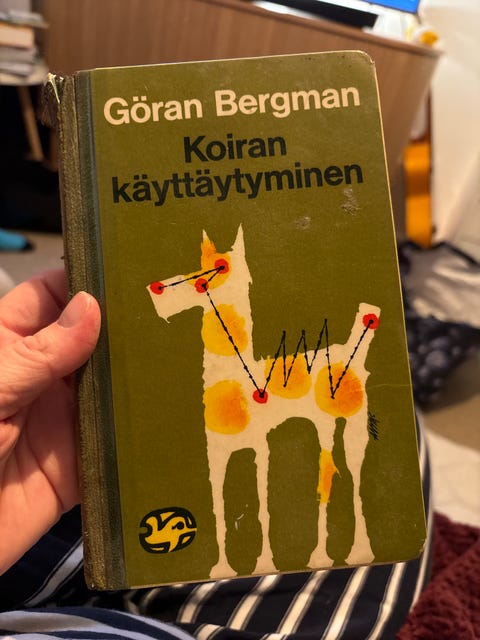 Göran Bergman
Koiran
käyttäytyminen